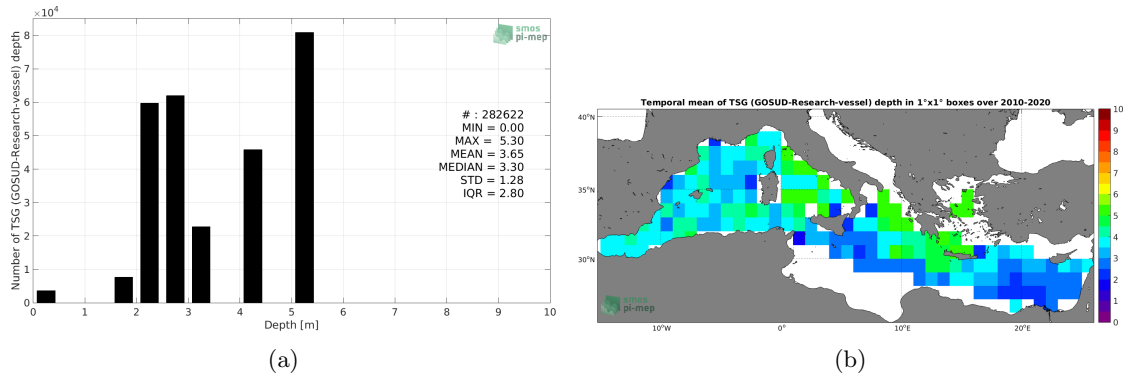 ×10⁴
8
7
6
5
4
3
2
1
0
0 1 2 3 4 5 6 7 8 9 10
Number of TSG (GOSUD-Research-vessel) depth
Depth [m]
smos
pi-mep
# : 282622
MIN = 0.00
MAX = 5.30
MEAN = 3.65
MEDIAN = 3.30
STD = 1.28
IQR = 2.80
(a)
Temporal mean of TSG (GOSUD-Research-vessel) depth in 1°x1° boxes over 2010-2020
40°N
35°N
30°N
10°W 0° 10°E 20°E
smos
pi-mep
10
9
8
7
6
5
4
3
2
1
0
(b)